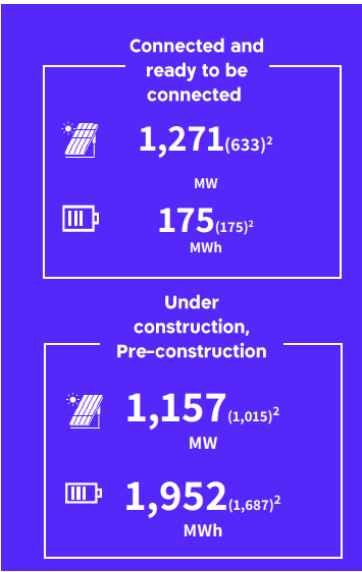 Connected and
ready to be
connected
1,271(633)²
MW
175(175)²
MWh
Under
construction,
Pre-construction
1,157(1,015)²
MW
1,952(1,687)²
MWh